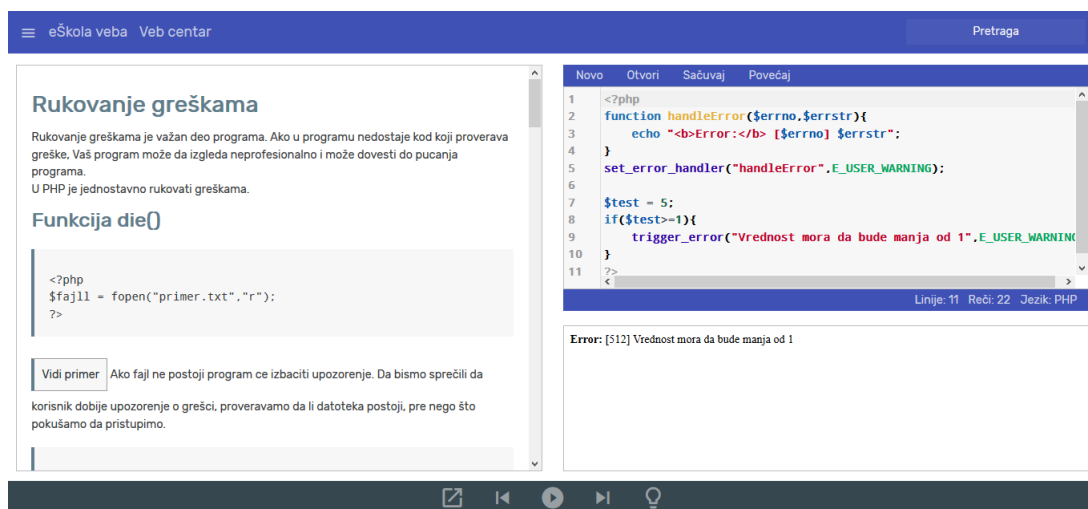 eŠkola veba Veb centar
Pretraga
Rukovanje greškama
Rukovanje greškama je važan deo programa. Ako u programu nedostaje kod koji proverava
greške, Vaš program može da izgleda neprofesionalno i može dovesti do pucanja
programa.
U PHP je jednostavno rukovati greškama.
Funkcija die()
<?php
$fajll = fopen("primer.txt","r");
?>
Vidi primer Ako fajl ne postoji program ce izbaciti upozorenje. Da bismo sprečili da
korisnik dobije upozorenje o grešci, proveravamo da li datoteka postoji, pre nego što
pokušamo da pristupimo.
Novo Otvori Sačuvaj Povećaj
1 <?php
2 function handleError($errno,$errstr){
3 echo "<b>Error:</b> [$errno] $errstr";
4 }
5 set_error_handler("handleError",E_USER_WARNING);
6
7 $test = 5;
8 if($test>=1){
9 trigger_error("Vrednost mora da bude manja od 1",E_USER_WARNING
10 }
11 ?>
Linije: 11 Reči: 22 Jezik: PHP
Error: [512] Vrednost mora da bude manja od 1